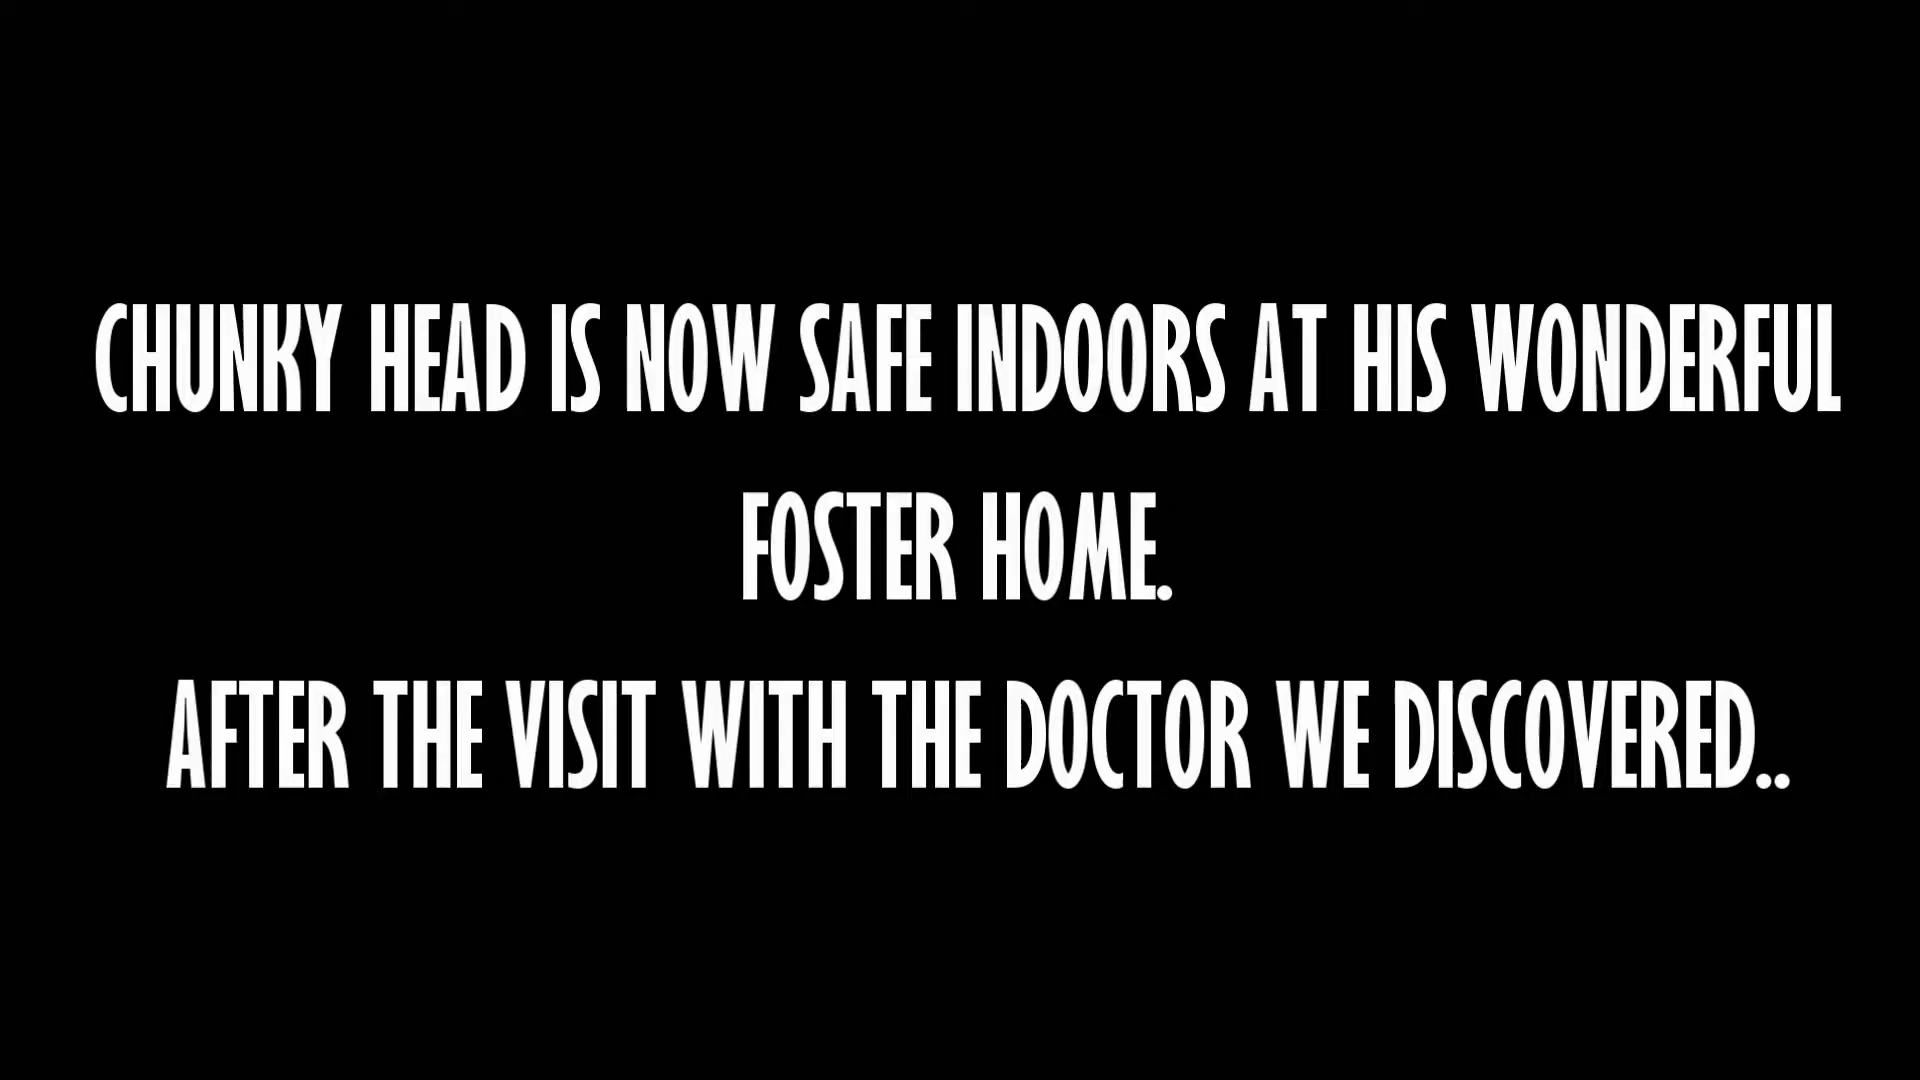 CHUNKY HEAD IS NOW SAFE INDOORS AT HIS WONDERFUL
FOSTER HOME.
AFTER THE VISIT WITH THE DOCTOR WE DISCOVERED..